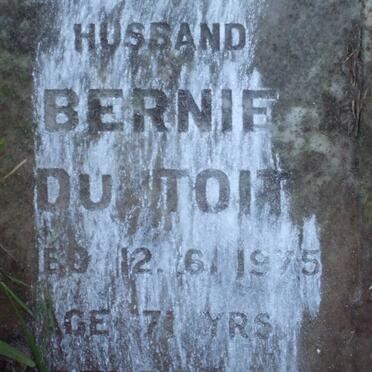 HUSBAND
BERNIE
DU TOIT
ED 12. 6. 1975
AGE 71 YRS.